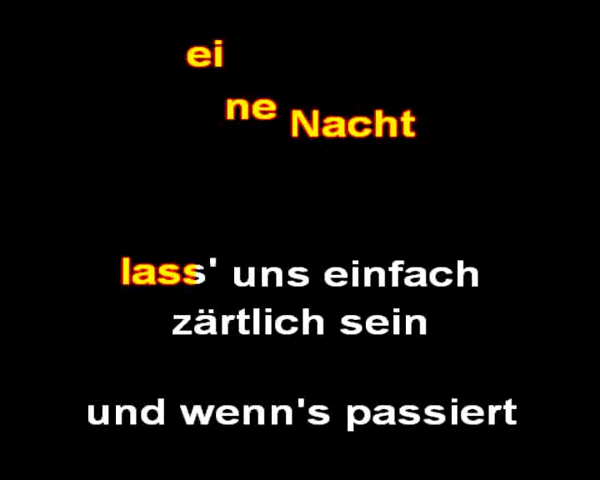 ei
ne Nacht
lass' uns einfach
zärtlich sein
und wenn's passiert